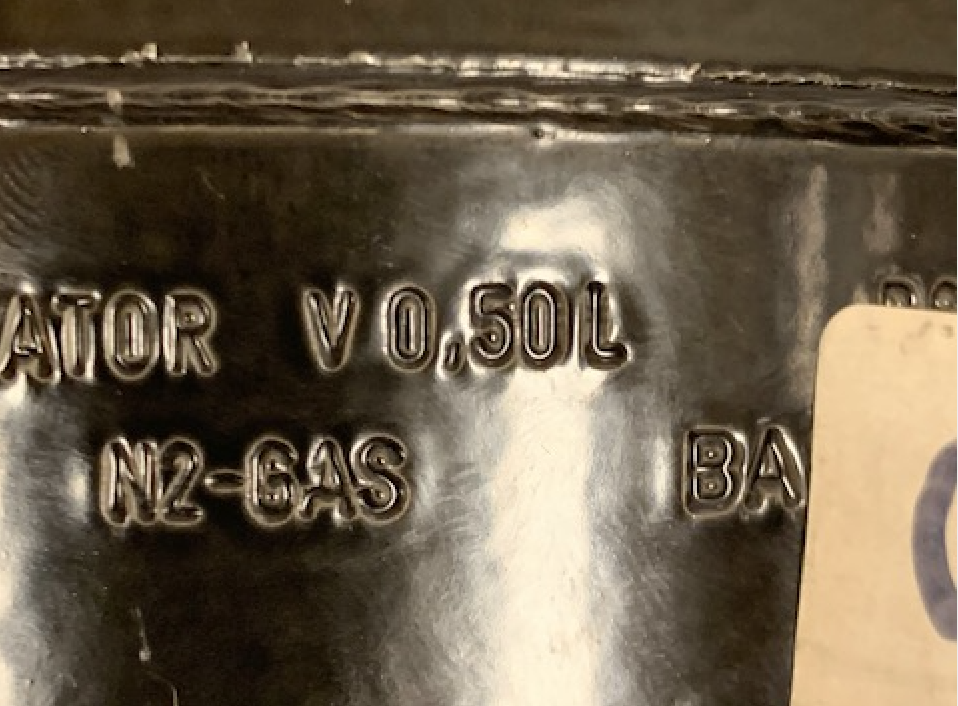 ATOR V 0,50L
N2-GAS BA